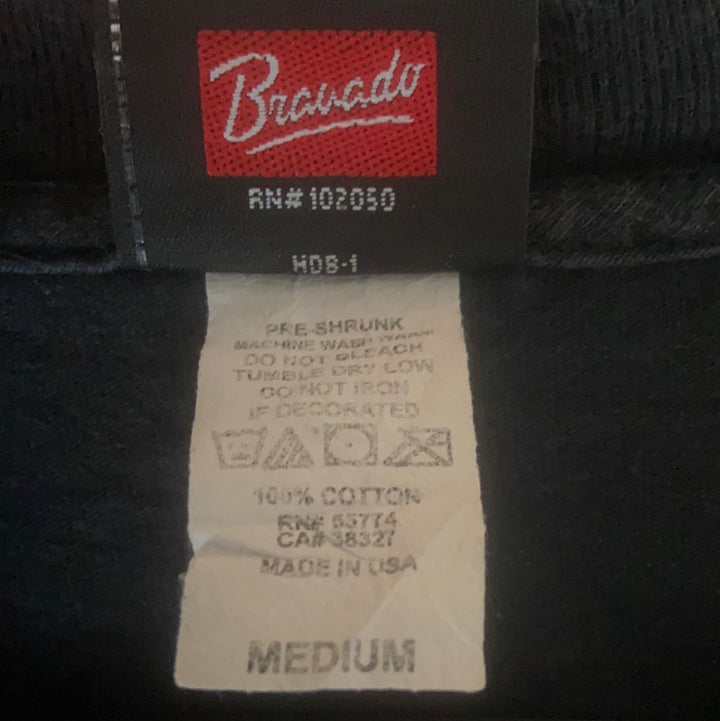 Bravado
RN# 102050
HDS-1
PRE-SHRUNK
MACHINE WASH WARM
DO NOT BLEACH
TUMBLE DRY LOW
DO NOT IRON
IF DECORATED
100% COTTON
RN# 55774
CA# 38327
MADE IN USA
MEDIUM